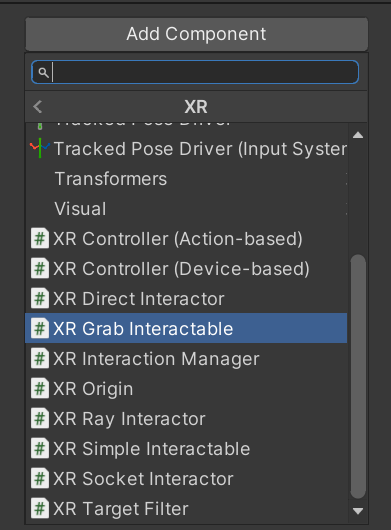 Add Component
XR
Tracked Pose Driver
Tracked Pose Driver (Input System
Transformers
Visual
XR Controller (Action-based)
XR Controller (Device-based)
XR Direct Interactor
XR Grab Interactable
XR Interaction Manager
XR Origin
XR Ray Interactor
XR Simple Interactable
XR Socket Interactor
XR Target Filter